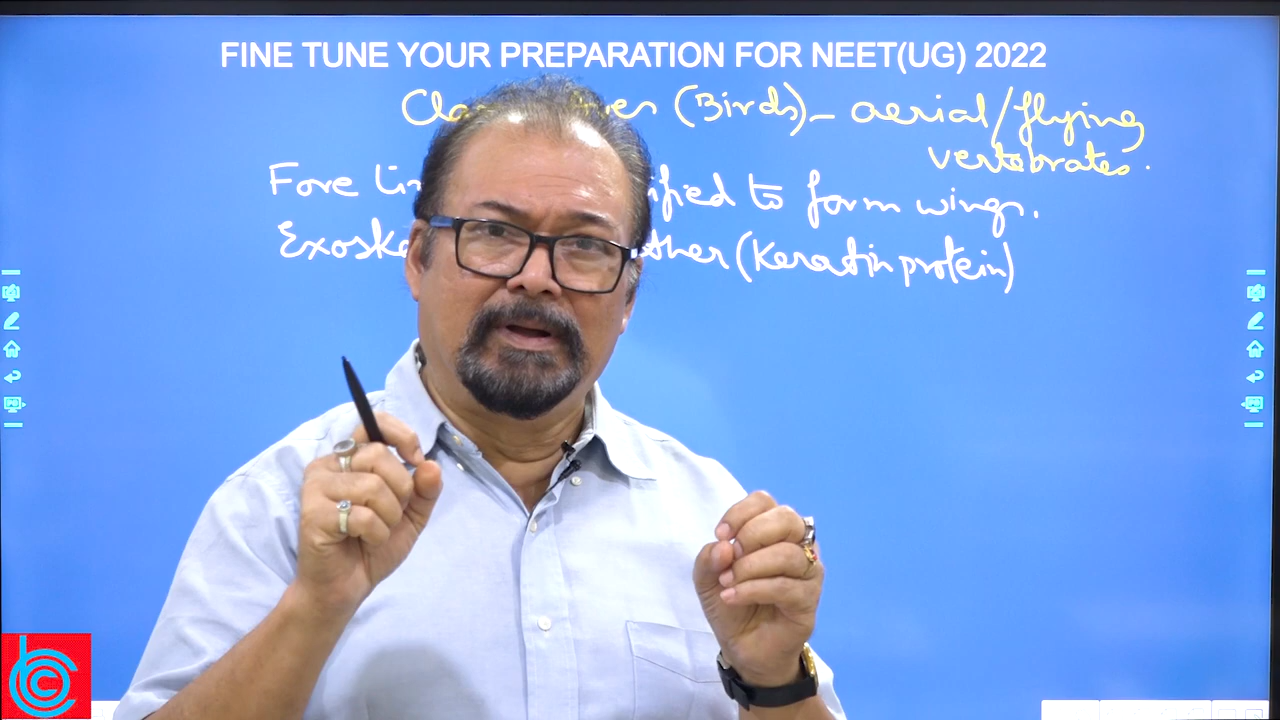 FINE TUNE YOUR PREPARATION FOR NEET(UG) 2022
(Birds) - aerial/flying
vertebrates.
Fore to form wings.
(Keratin protein)